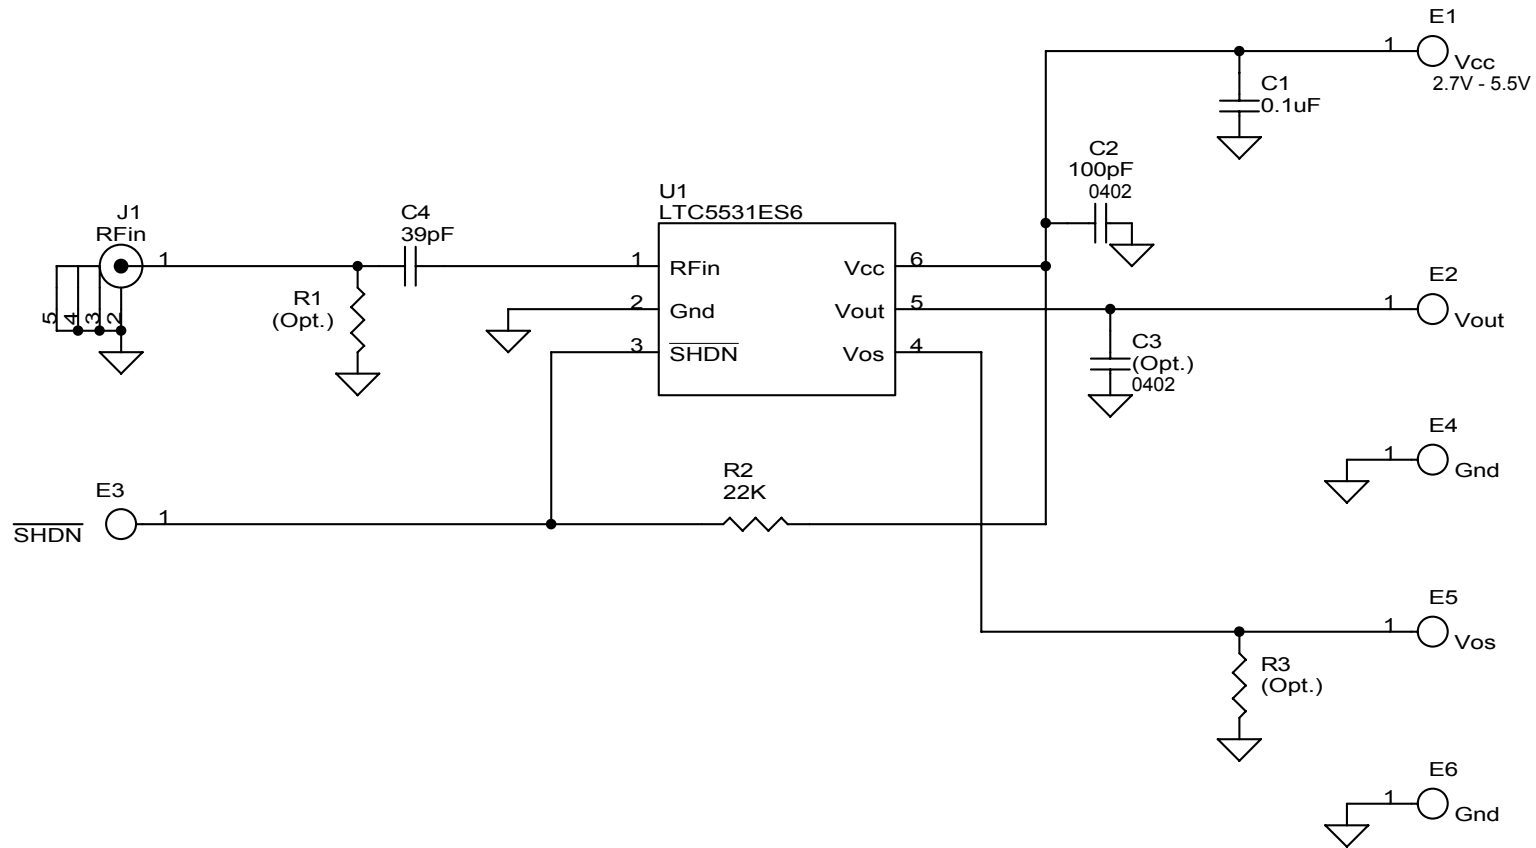 E1
1
Vcc
2.7V - 5.5V
C1
0.1uF
C2
100pF
0402
U1
LTC5531ES6
J1
RFin
1
5
4
3
2
C4
39pF
R1
(Opt.)
1
RFin
2
Gnd
3
SHDN
Vcc
6
Vout
5
Vos
4
E2
1
Vout
C3
(Opt.)
0402
E4
1
Gnd
R2
22K
E3
1
SHDN
E5
1
Vos
R3
(Opt.)
E6
1
Gnd